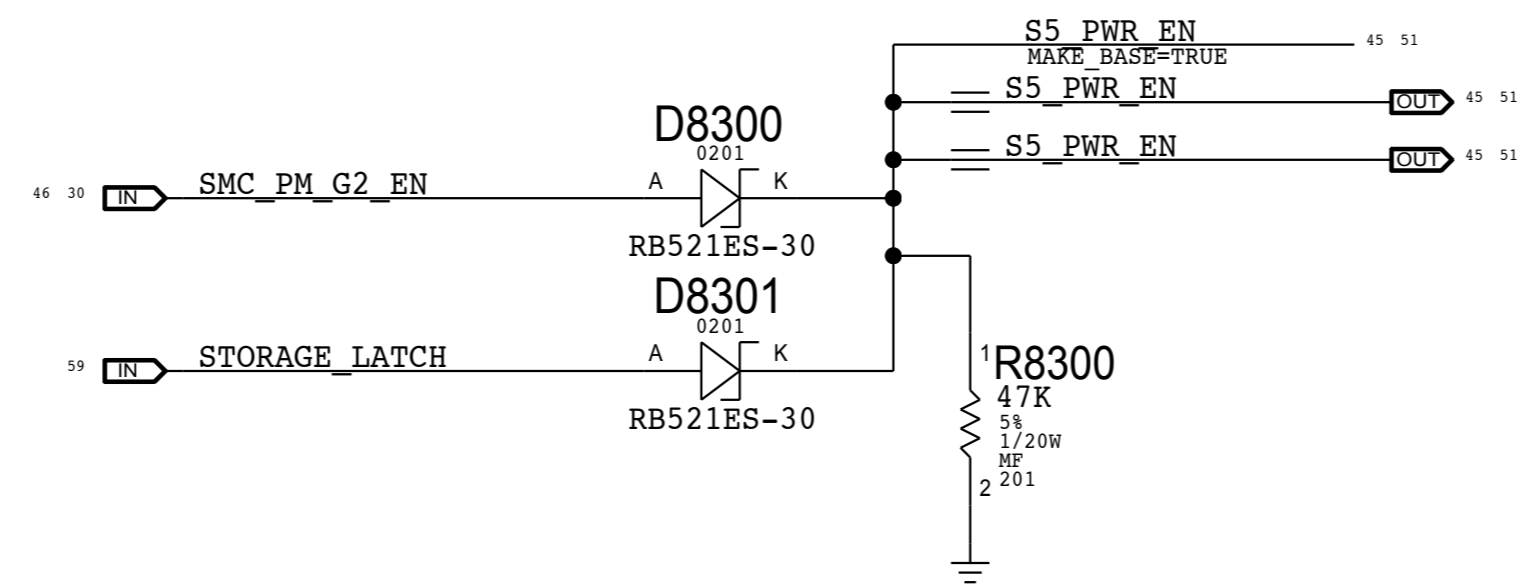 S5_PWR_EN
MAKE_BASE=TRUE
45 51
S5_PWR_EN
OUT 45 51
S5_PWR_EN
OUT 45 51
D8300
0201
46 30 IN SMC_PM_G2_EN
A K
RB521ES-30
D8301
0201
59 IN STORAGE_LATCH
A K
RB521ES-30
1 R8300
47K
5%
1/20W
MF
2 201